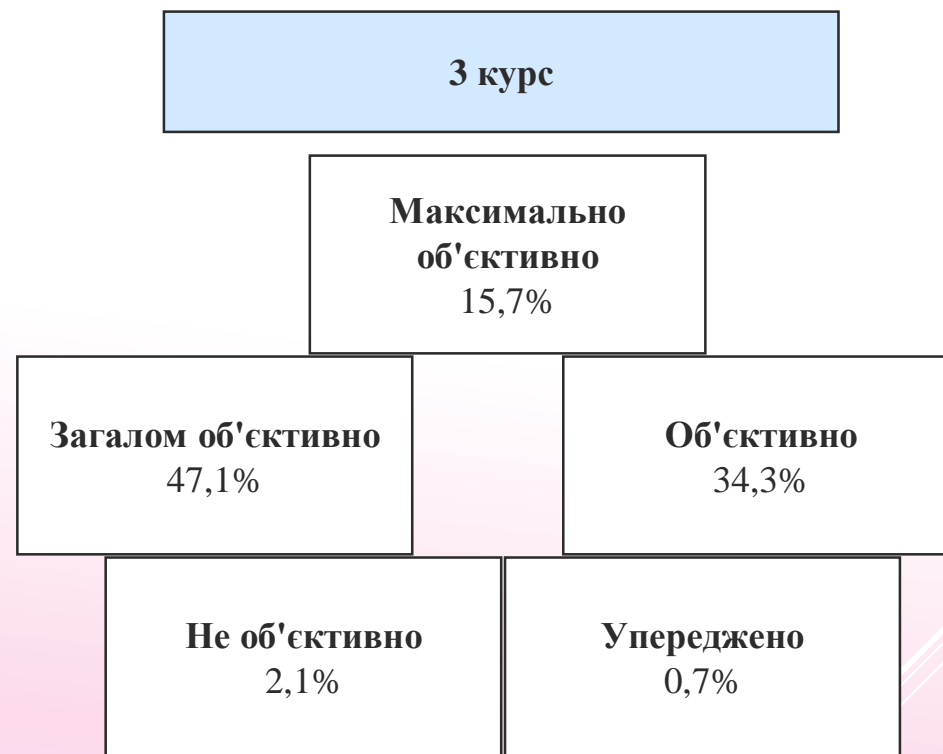 3 курс
Максимально
об'єктивно
15,7%
Загалом об'єктивно
47,1%
Об'єктивно
34,3%
Не об'єктивно
2,1%
Упереджено
0,7%